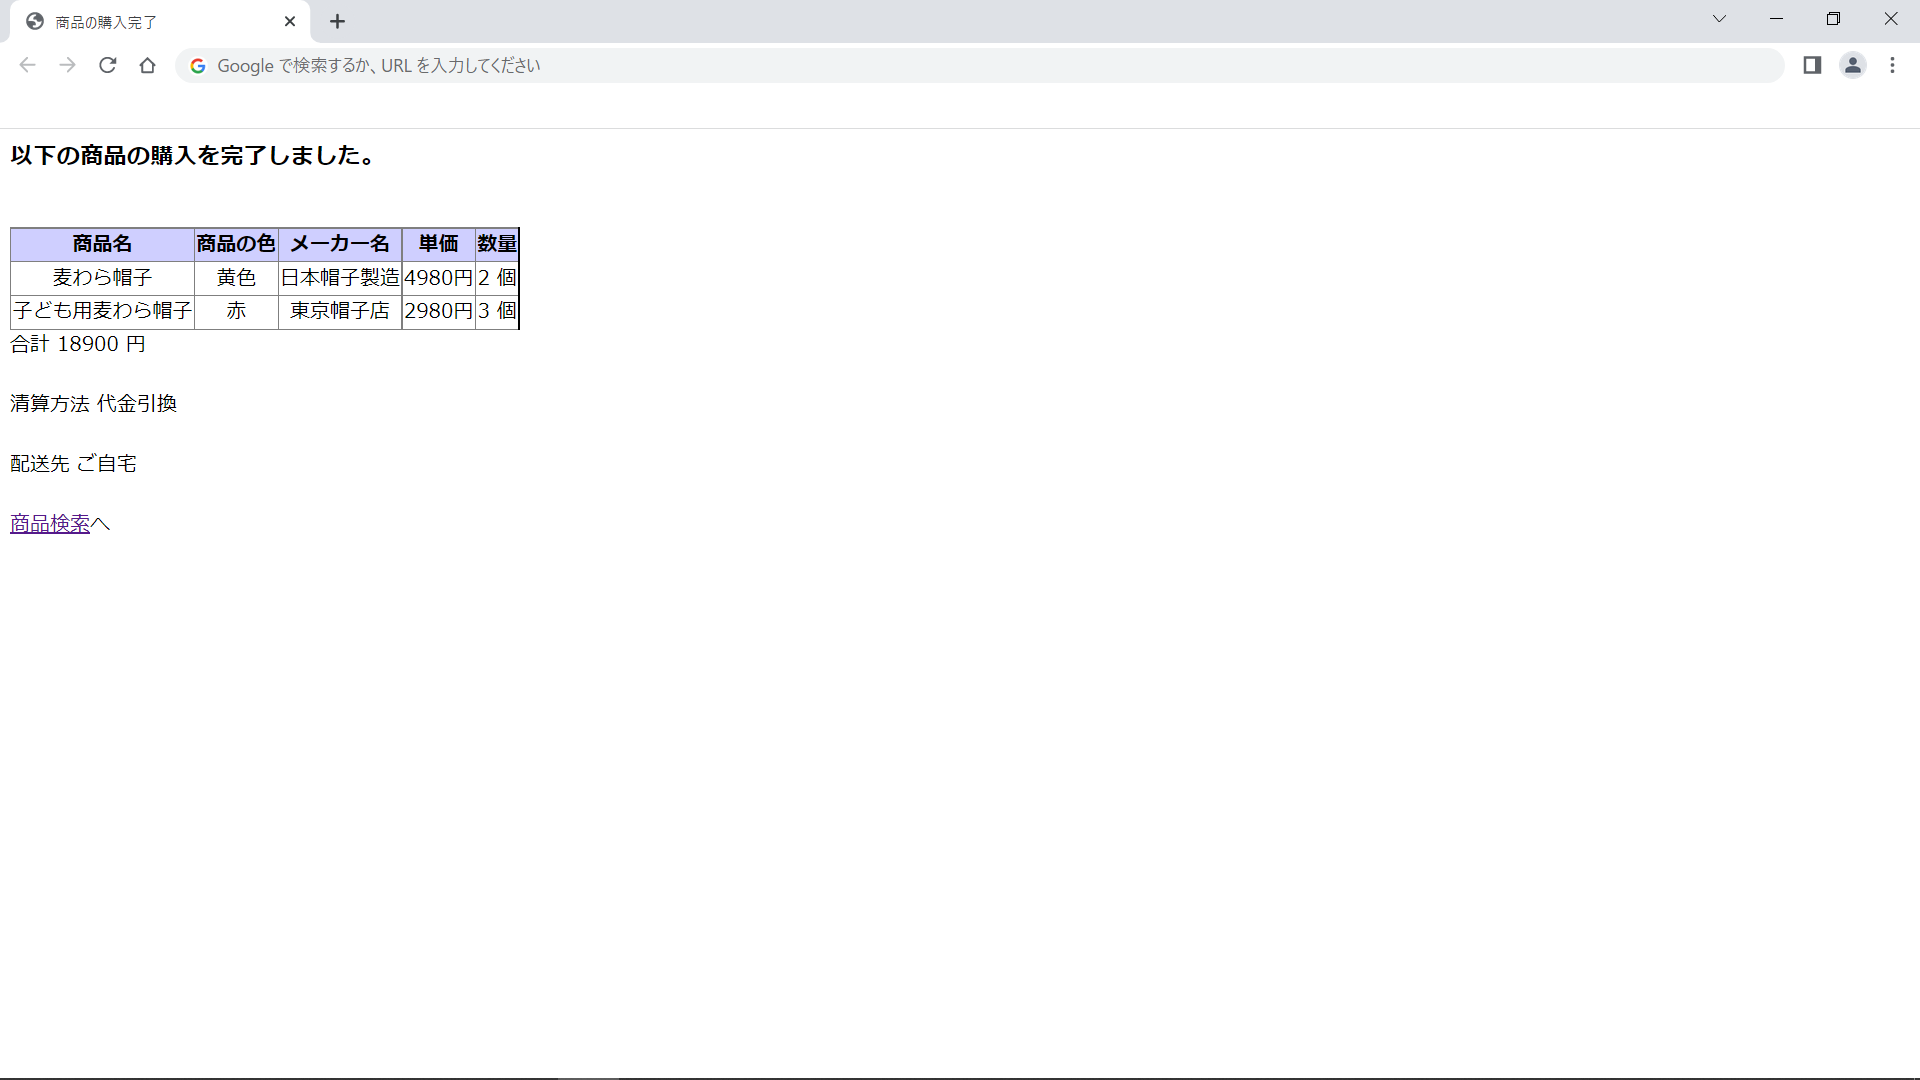 商品の購入完了
Google で検索するか、URL を入力してください
以下の商品の購入を完了しました。
商品名 商品の色 メーカー名 単価 数量
麦わら帽子 黄色 日本帽子製造 4980円 2 個
子ども用麦わら帽子 赤 東京帽子店 2980円 3 個
合計 18900 円
清算方法 代金引換
配送先 ご自宅
商品検索へ